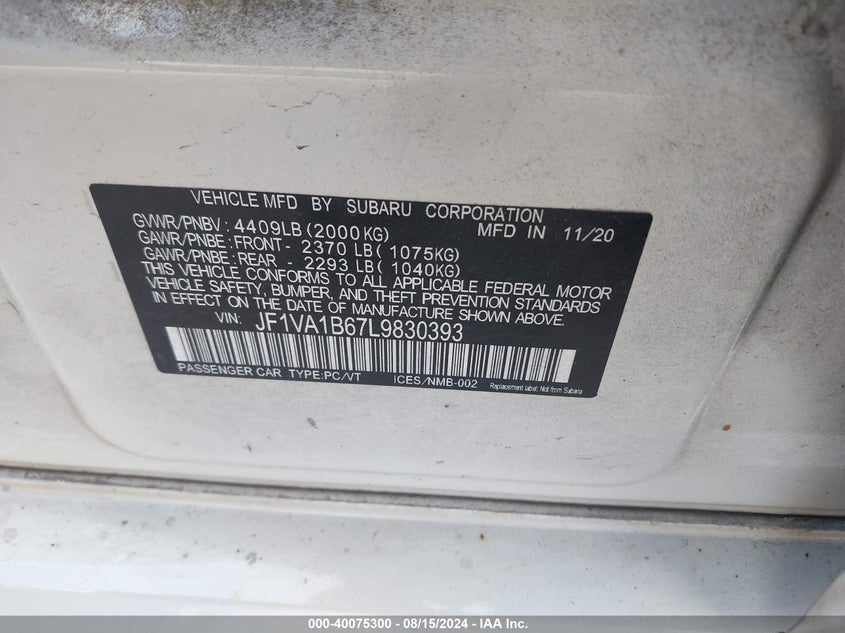 VEHICLE MFD BY SUBARU CORPORATION
GVWR/PNBV : 4409LB (2000KG) MFD IN 11/20
GAWR/PNBE : FRONT - 2370 LB ( 1075KG)
GAWR/PNBE : REAR - 2293 LB ( 1040KG)
THIS VEHICLE CONFORMS TO ALL APPLICABLE FEDERAL MOTOR
VEHICLE SAFETY, BUMPER, AND THEFT PREVENTION STANDARDS
IN EFFECT ON THE DATE OF MANUFACTURE SHOWN ABOVE.
VIN: JF1VA1B67L9830393
PASSENGER CAR TYPE:PC/VT ICES/NMB-002 Replacement label: Not from Subaru
000-40075300 - 08/15/2024 - IAA Inc.